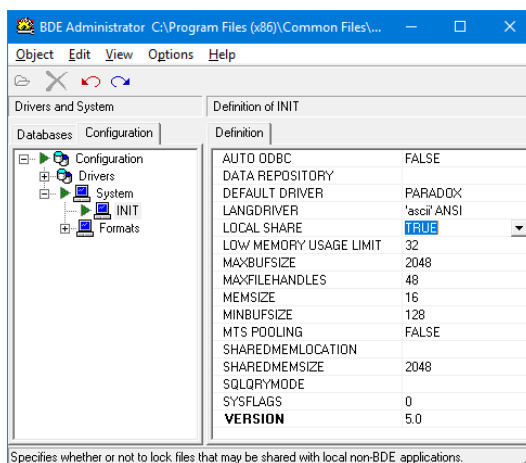 BDE Administrator C:\Program Files (x86)\Common Files\...
Object Edit View Options Help
Drivers and System
Definition of INIT
Databases Configuration
Definition
Configuration
Drivers
System
INIT
Formats
AUTO ODBC FALSE
DATA REPOSITORY
DEFAULT DRIVER PARADOX
LANGDRIVER 'ascii' ANSI
LOCAL SHARE TRUE
LOW MEMORY USAGE LIMIT 32
MAXBUFSIZE 2048
MAXFILEHANDLES 48
MEMSIZE 16
MINBUFSIZE 128
MTS POOLING FALSE
SHAREDMEMLOCATION
SHAREDMEMSIZE 2048
SQLQRYMODE
SYSFLAGS 0
VERSION 5.0
Specifies whether or not to lock files that may be shared with local non-BDE applications.